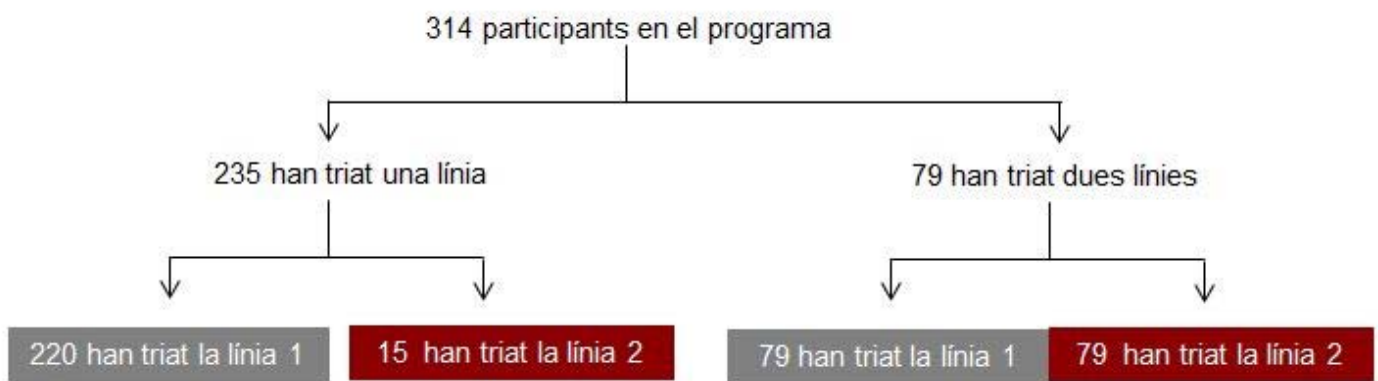 314 participants en el programa
235 han triat una línia
79 han triat dues línies
220 han triat la línia 1
15 han triat la línia 2
79 han triat la línia 1
79 han triat la línia 2